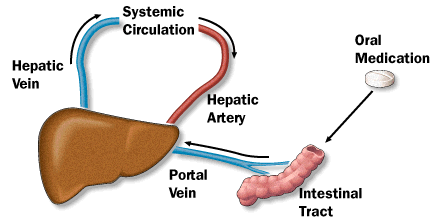 Systemic
Circulation
Oral
Medication
Hepatic
Vein
Hepatic
Artery
Portal
Vein
Intestinal
Tract